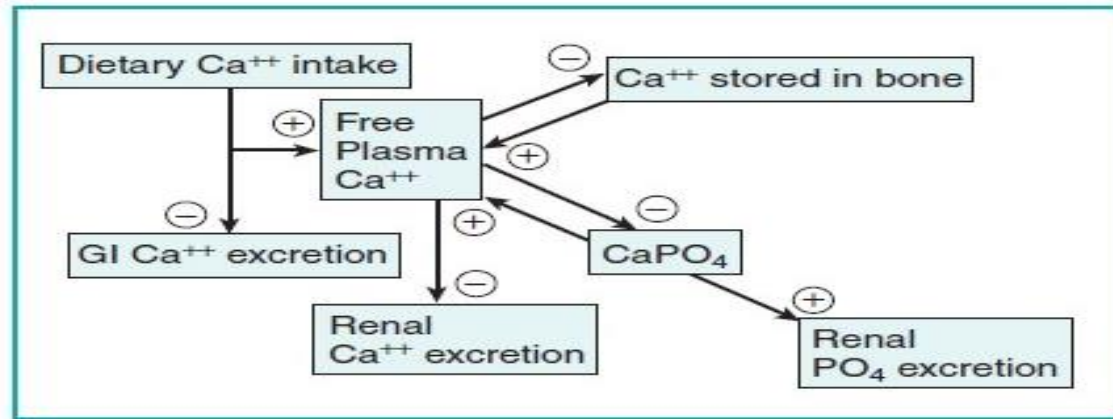 Dietary Ca⁺⁺ intake
Ca⁺⁺ stored in bone
Free
Plasma
Ca⁺⁺
GI Ca⁺⁺ excretion
CaPO₄
Renal
Ca⁺⁺ excretion
Renal
PO₄ excretion